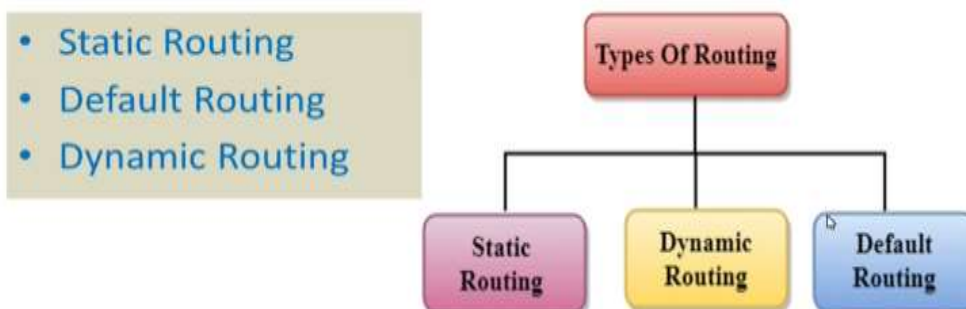 • Static Routing
• Default Routing
• Dynamic Routing
Types Of Routing
Static
Routing
Dynamic
Routing
Default
Routing